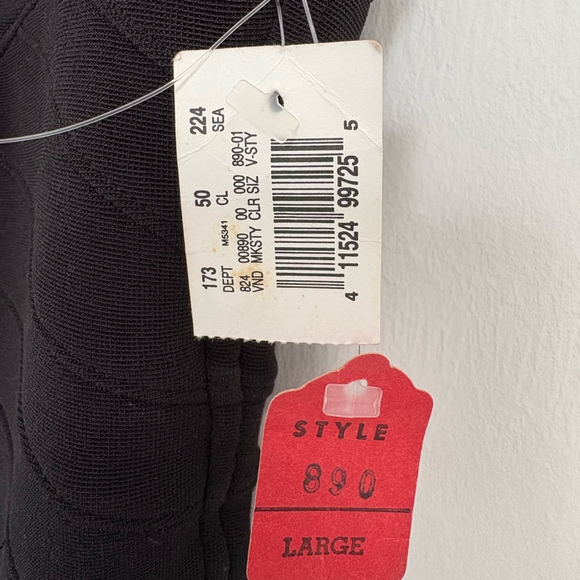 173 50 224
DEPT M5341 CL SEA
824 00890 00 000 890-01
VND MKSTY CLR SIZ V-STY
4 11524 99725 5
STYLE
890
LARGE